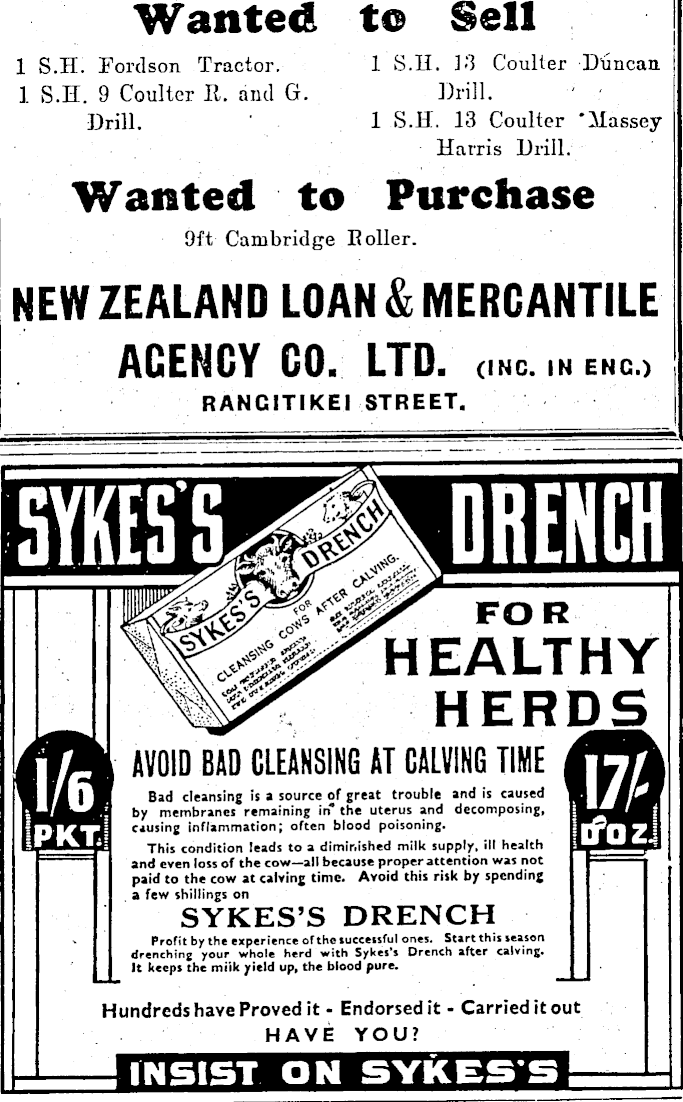 Wanted to Sell
1 S.H. Fordson Tractor.
1 S.H. 9 Coulter R. and G.
Drill.
1 S.H. 13 Coulter Duncan
Drill.
1 S.H. 13 Coulter Massey
Harris Drill.
Wanted to Purchase
9ft Cambridge Roller.
NEW ZEALAND LOAN & MERCANTILE
AGENCY CO. LTD. (INC. IN ENG.)
RANGITIKEI STREET.
SYKES'S DRENCH
SYKES'S DRENCH
FOR
CLEANSING COWS AFTER CALVING.
FOR
HEALTHY
HERDS
1/6
PKT.
17/-
DOZ
AVOID BAD CLEANSING AT CALVING TIME
Bad cleansing is a source of great trouble and is caused
by membranes remaining in the uterus and decomposing,
causing inflammation; often blood poisoning.
This condition leads to a diminished milk supply, ill health
and even loss of the cow—all because proper attention was not
paid to the cow at calving time. Avoid this risk by spending
a few shillings on
SYKES'S DRENCH
Profit by the experience of the successful ones. Start this season
drenching your whole herd with Sykes's Drench after calving.
It keeps the milk yield up, the blood pure.
Hundreds have Proved it - Endorsed it - Carried it out
HAVE YOU?
INSIST ON SYKES'S